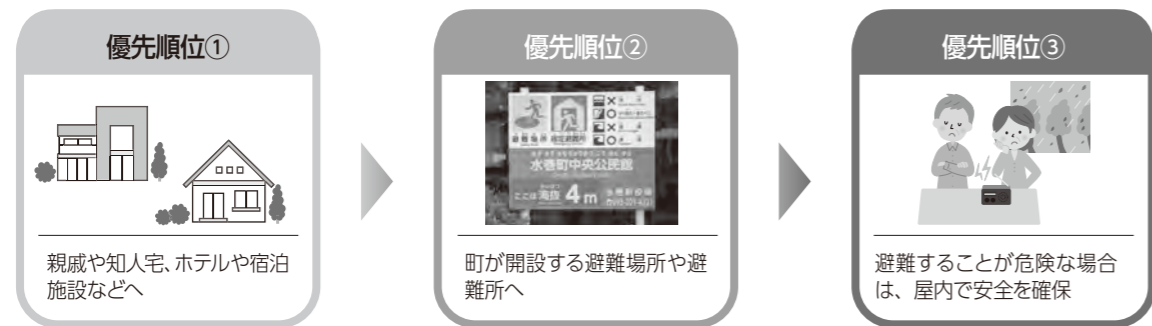 優先順位①
親戚や知人宅、ホテルや宿泊
施設などへ
優先順位②
水巻町中央公民館
ここは海抜4m
町が開設する避難場所や避
難所へ
優先順位③
避難することが危険な場合
は、屋内で安全を確保